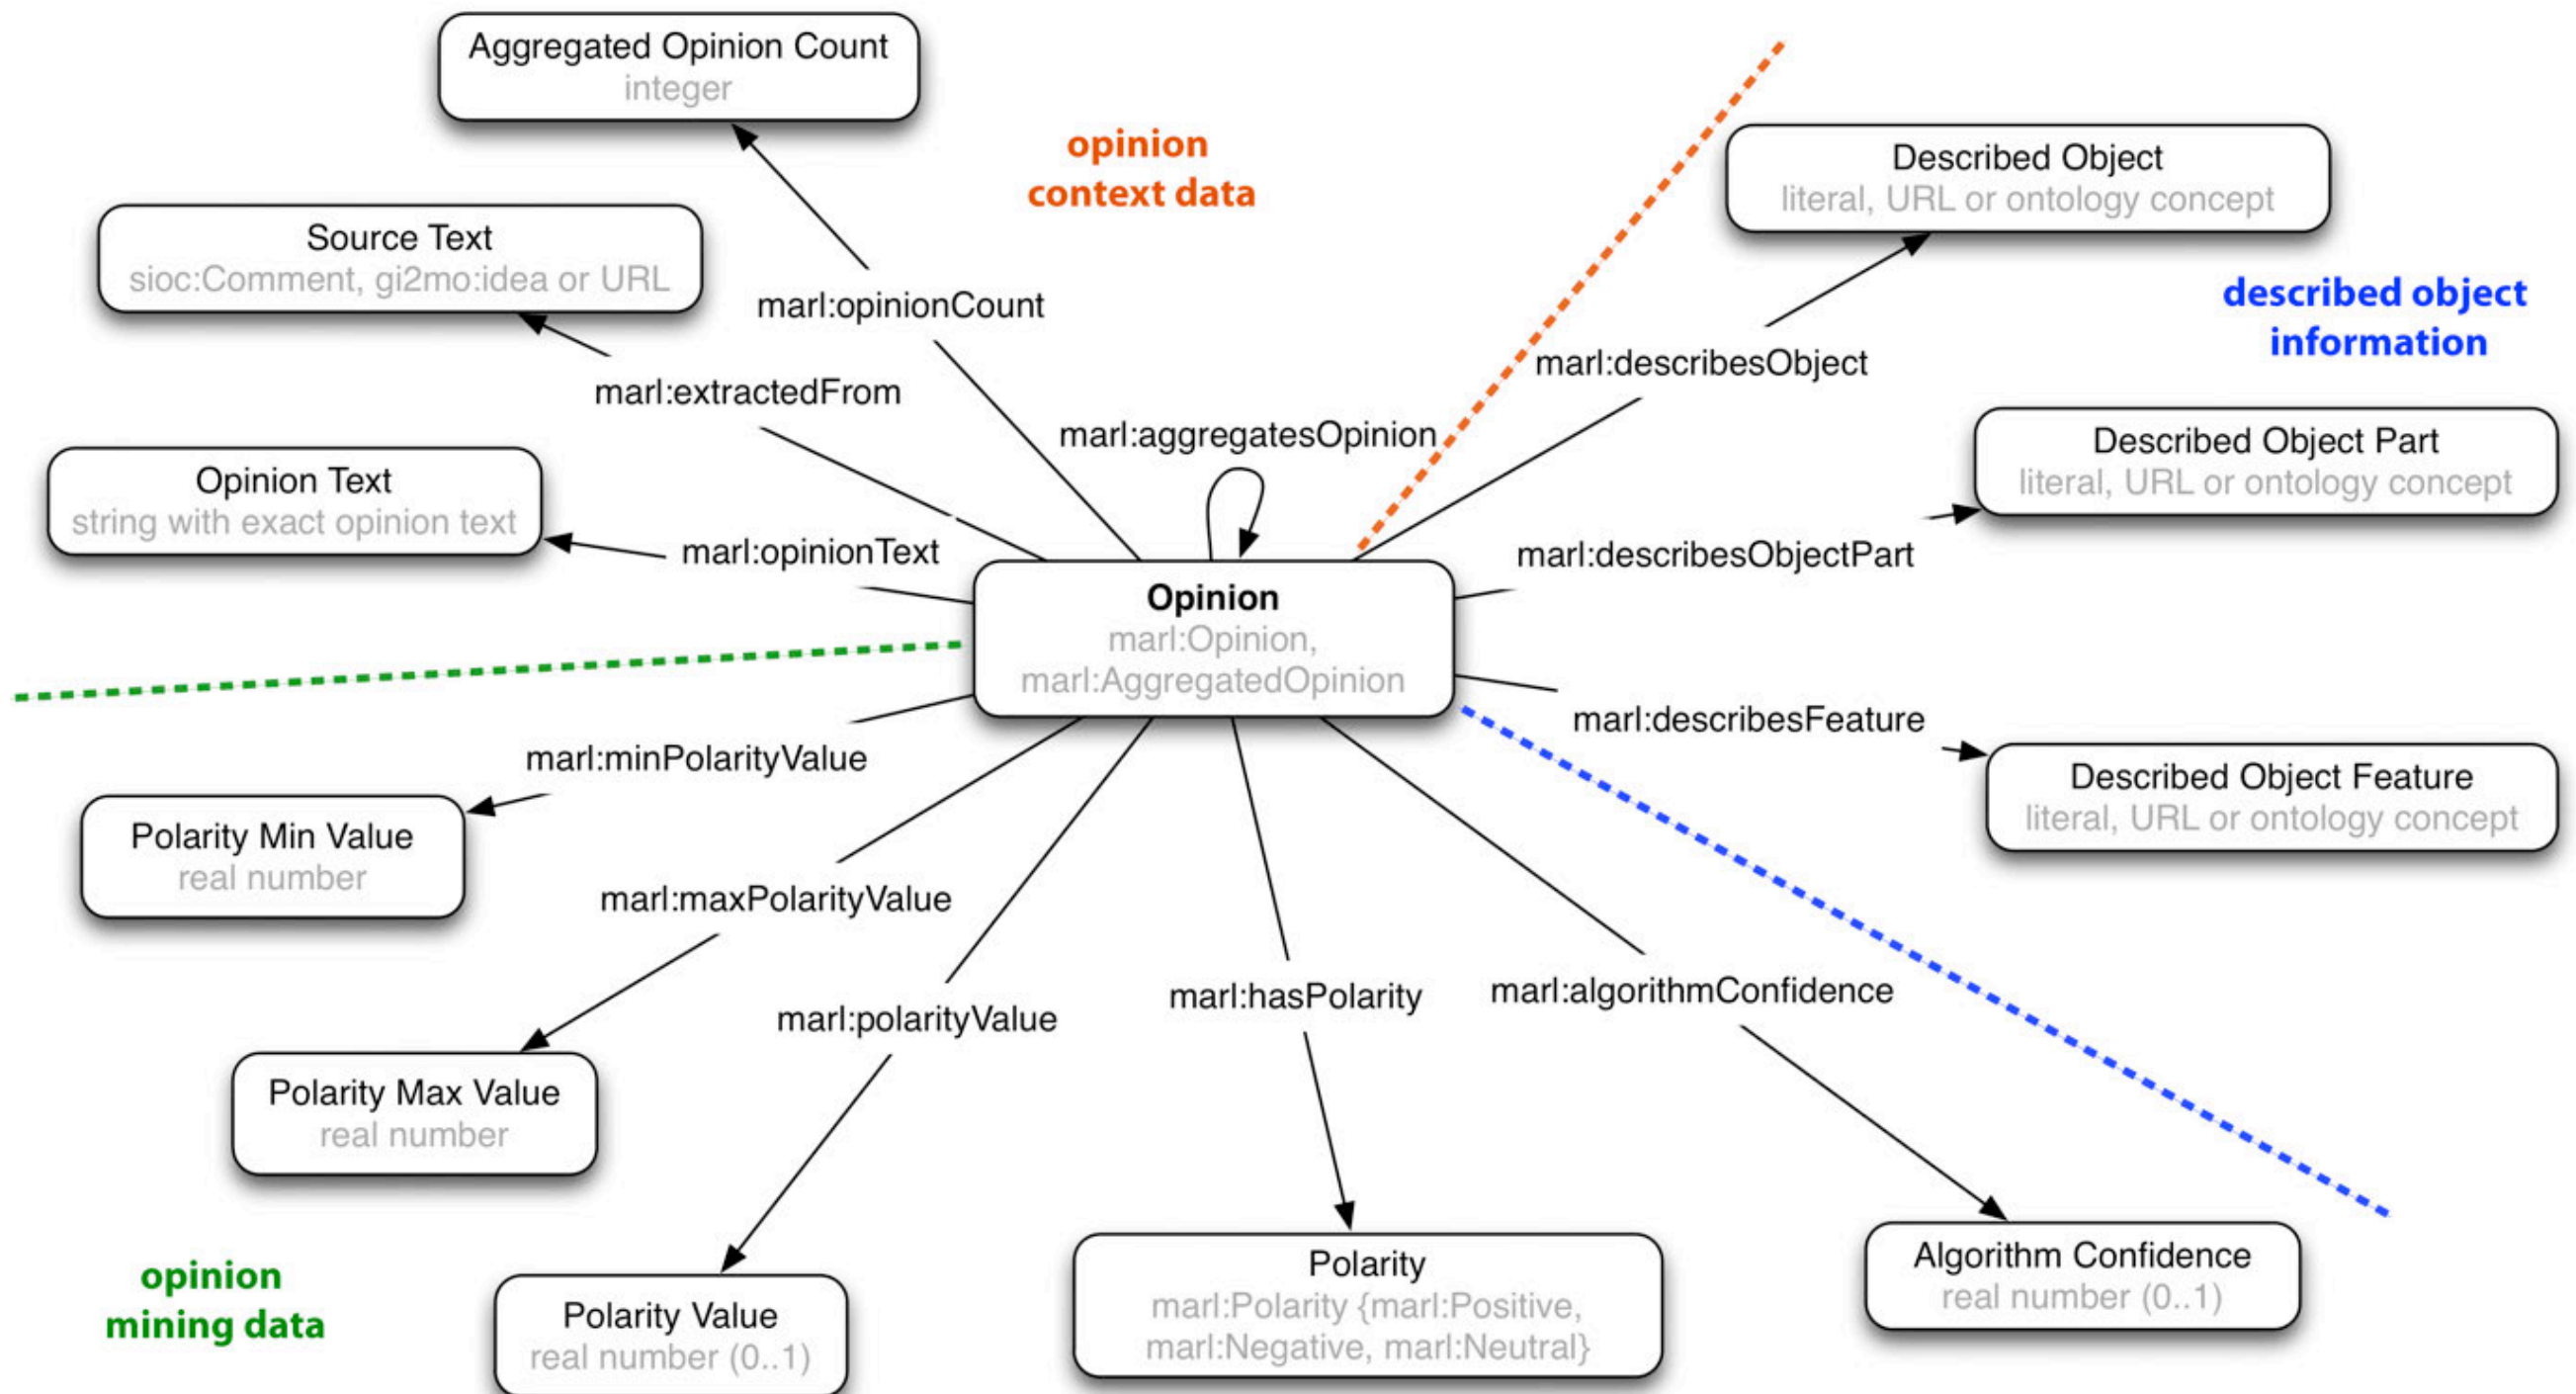 Aggregated Opinion Count
integer
opinion
context data
Described Object
literal, URL or ontology concept
Source Text
sioc:Comment, gi2mo:idea or URL
marl:opinionCount
described object
information
marl:extractedFrom
marl:describesObject
marl:aggregatesOpinion
Described Object Part
literal, URL or ontology concept
Opinion Text
string with exact opinion text
marl:opinionText
marl:describesObjectPart
Opinion
marl:Opinion,
marl:AggregatedOpinion
marl:describesFeature
marl:minPolarityValue
Described Object Feature
literal, URL or ontology concept
Polarity Min Value
real number
marl:maxPolarityValue
marl:polarityValue
marl:hasPolarity
marl:algorithmConfidence
Polarity Max Value
real number
opinion
mining data
Polarity Value
real number (0..1)
Polarity
marl:Polarity {marl:Positive,
marl:Negative, marl:Neutral}
Algorithm Confidence
real number (0..1)